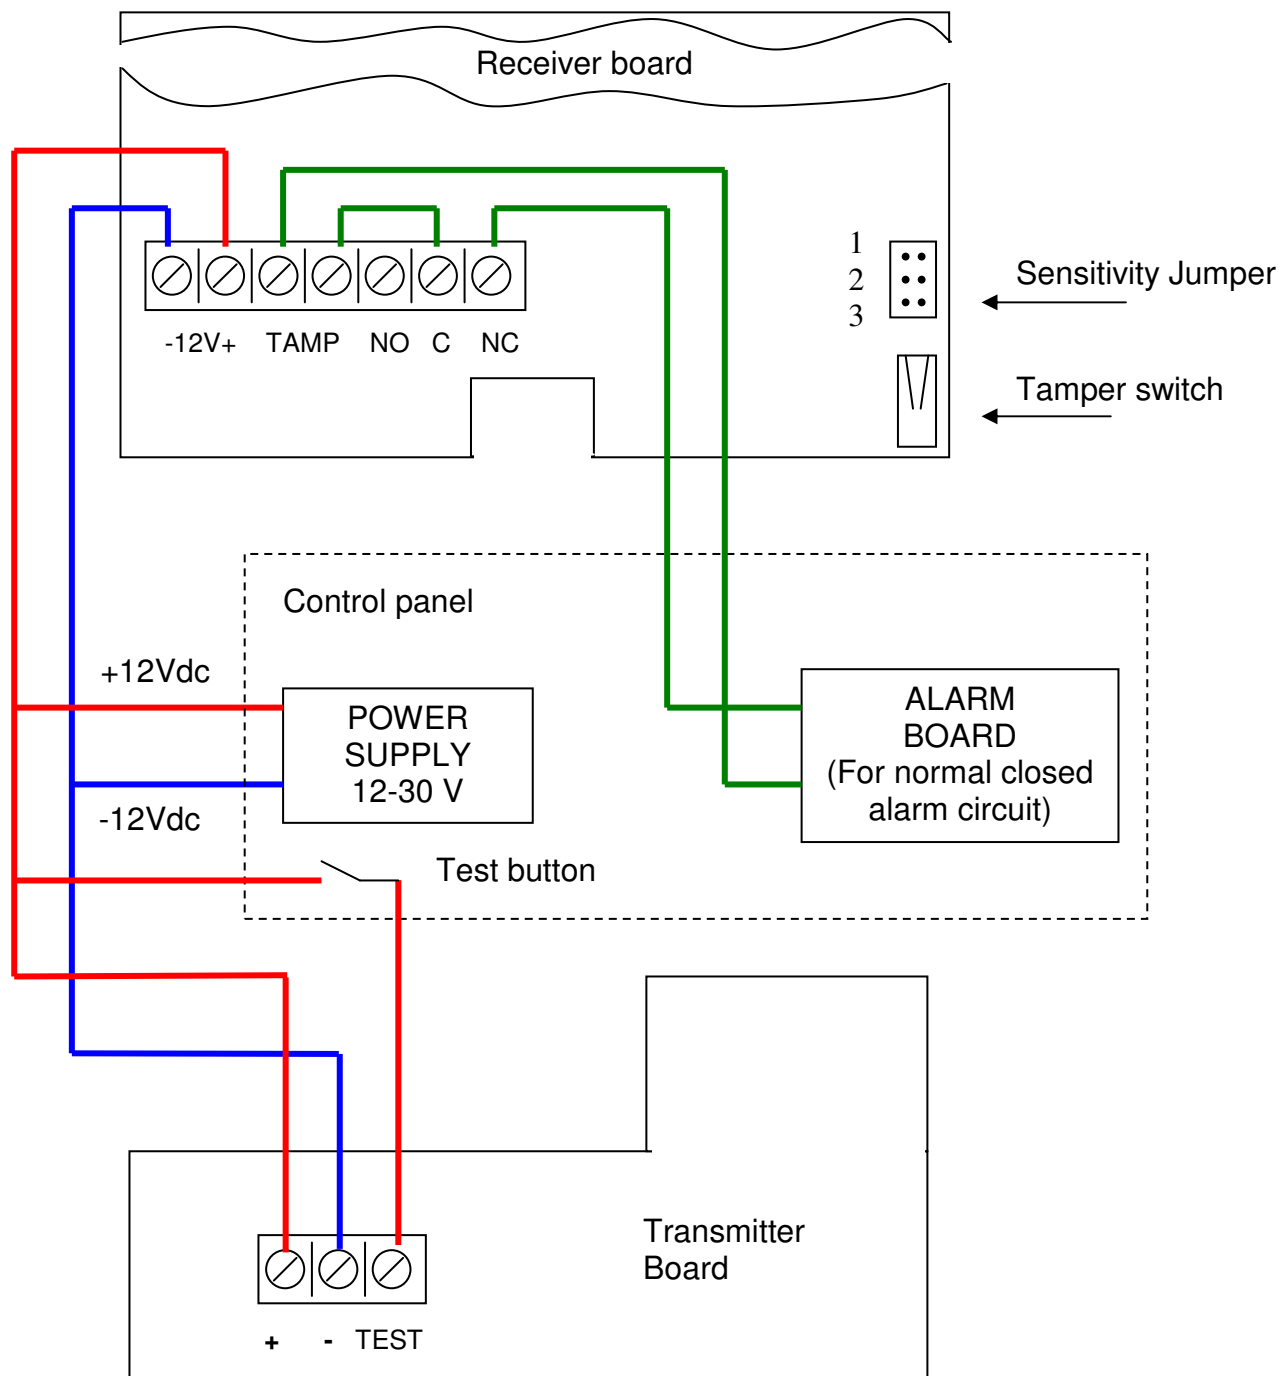 Receiver board
1
2
3
Sensitivity Jumper
-12V+ TAMP NO C NC
Tamper switch
Control panel
+12Vdc
POWER
SUPPLY
12-30 V
-12Vdc
ALARM
BOARD
(For normal closed
alarm circuit)
Test button
Transmitter
Board
+ - TEST